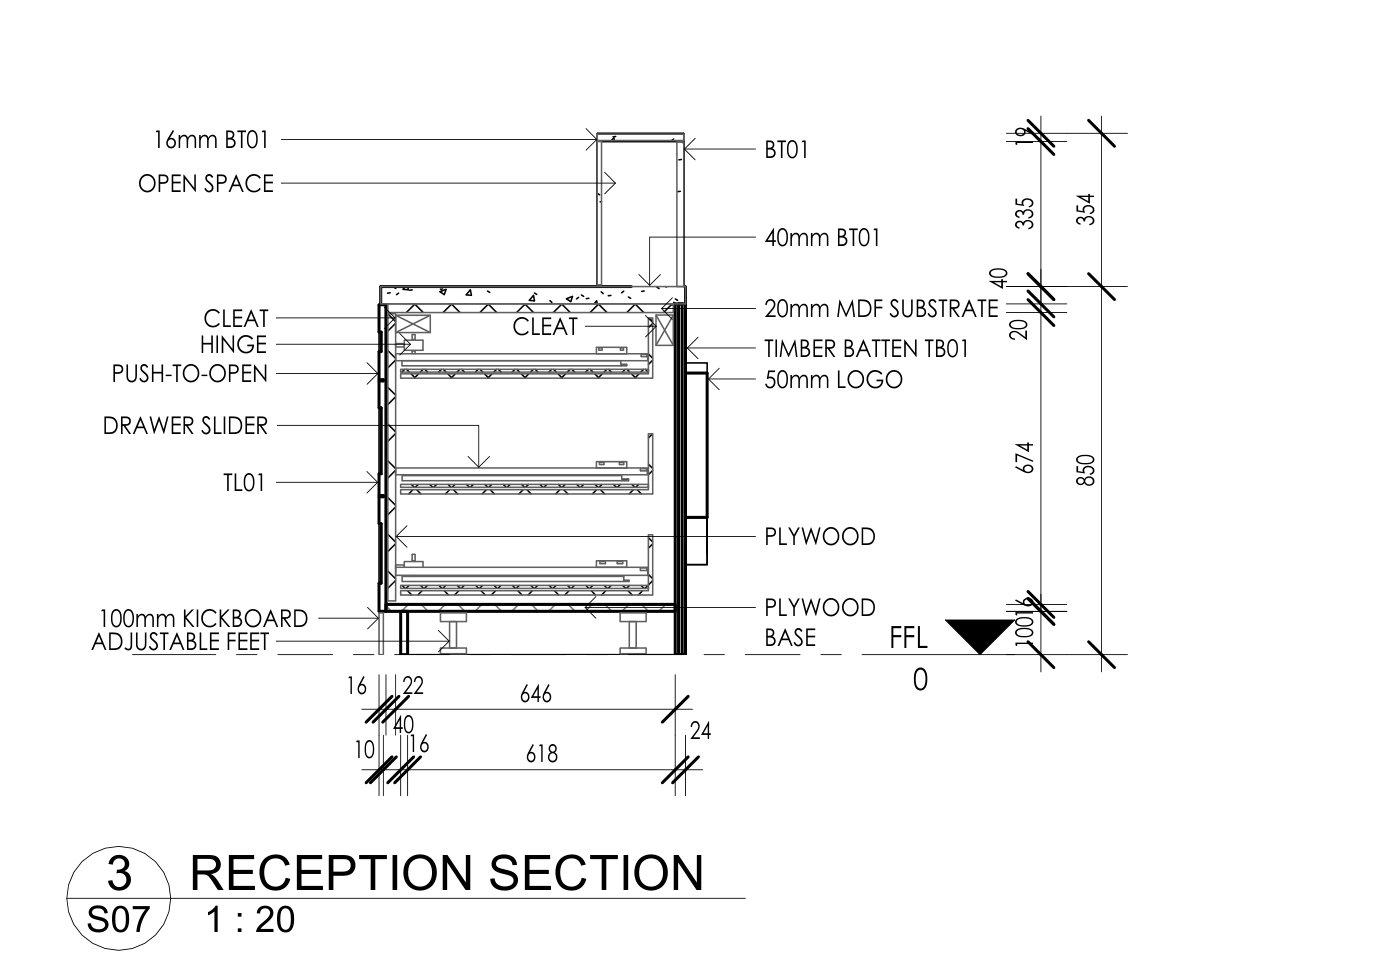 16mm BT01
BT01
OPEN SPACE
40mm BT01
CLEAT
CLEAT
20mm MDF SUBSTRATE
HINGE
TIMBER BATTEN TB01
PUSH-TO-OPEN
50mm LOGO
DRAWER SLIDER
TL01
PLYWOOD
100mm KICKBOARD
PLYWOOD
BASE
ADJUSTABLE FEET
FFL
0
19
335
354
40
20
674
850
16
100
16
22
646
40
10
16
618
24
3
S07
RECEPTION SECTION
1 : 20